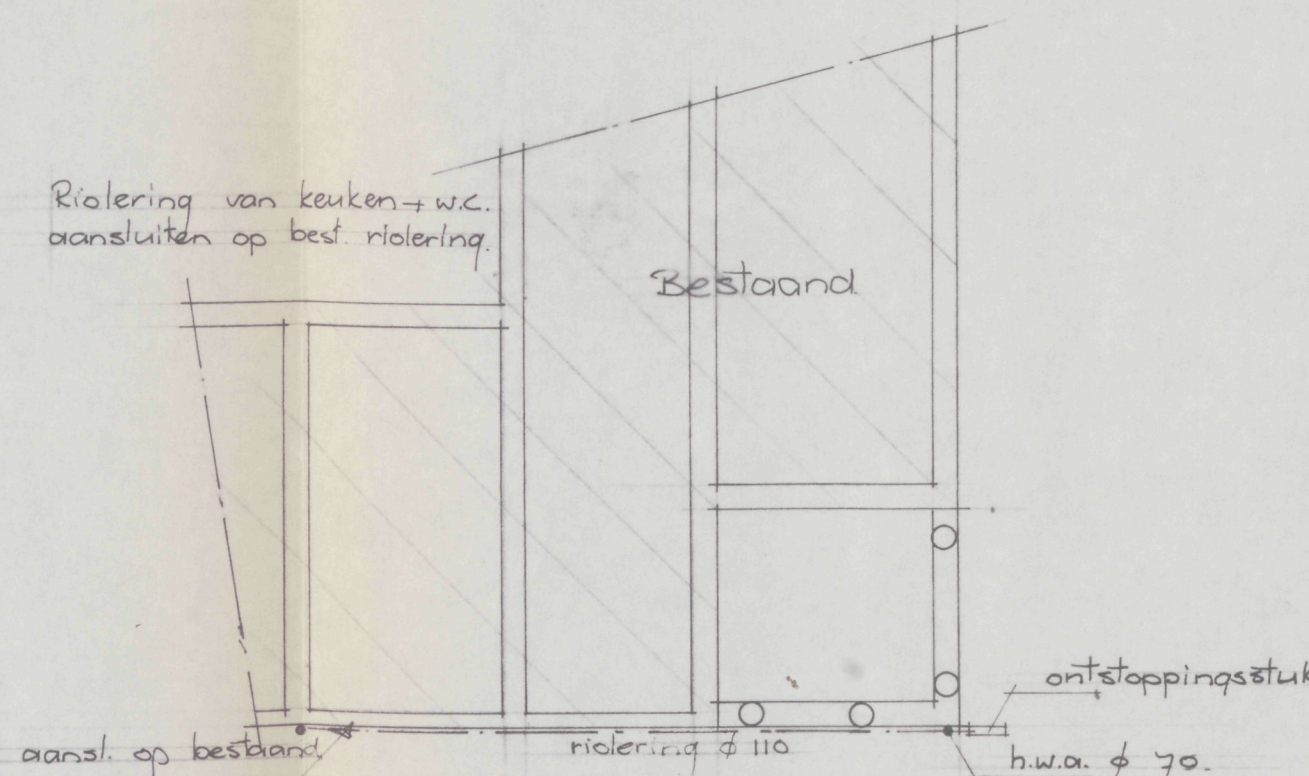 Riolering van keuken + w.c.
aansluiten op best. riolering.
Bestaand.
ontstoppingsstuk
aansl. op bestaand
riolering ϕ 110
h.w.a. ϕ 70.